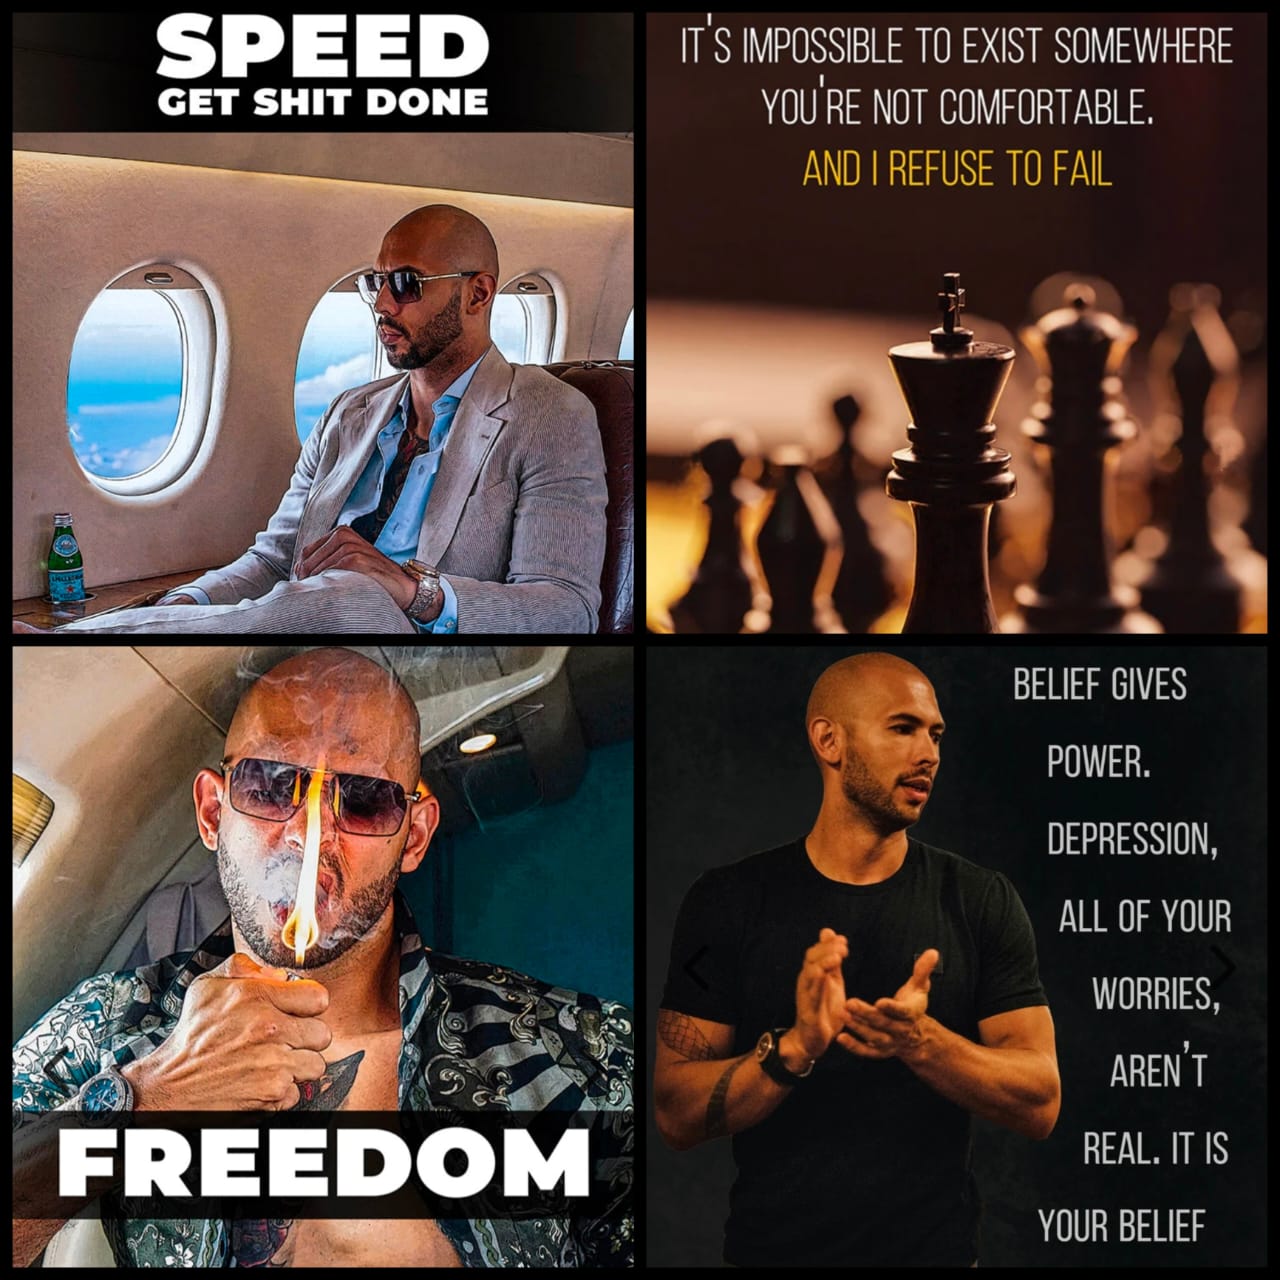 SPEED
GET SHIT DONE
IT'S IMPOSSIBLE TO EXIST SOMEWHERE
YOU'RE NOT COMFORTABLE.
AND I REFUSE TO FAIL
FREEDOM
BELIEF GIVES
POWER.
DEPRESSION,
ALL OF YOUR
WORRIES,
AREN'T
REAL. IT IS
YOUR BELIEF